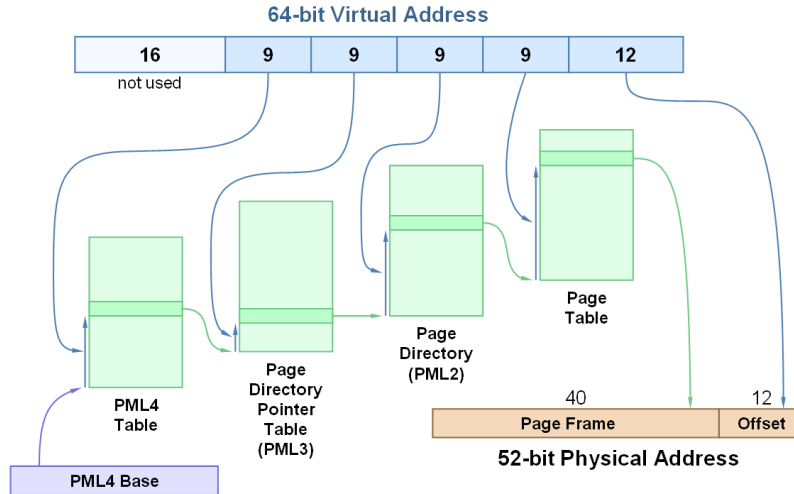 64-bit Virtual Address
16 9 9 9 9 12
not used
PML4
Table
Page
Directory
Pointer
Table
(PML3)
Page
Directory
(PML2)
Page
Table
40 12
Page Frame Offset
52-bit Physical Address
PML4 Base